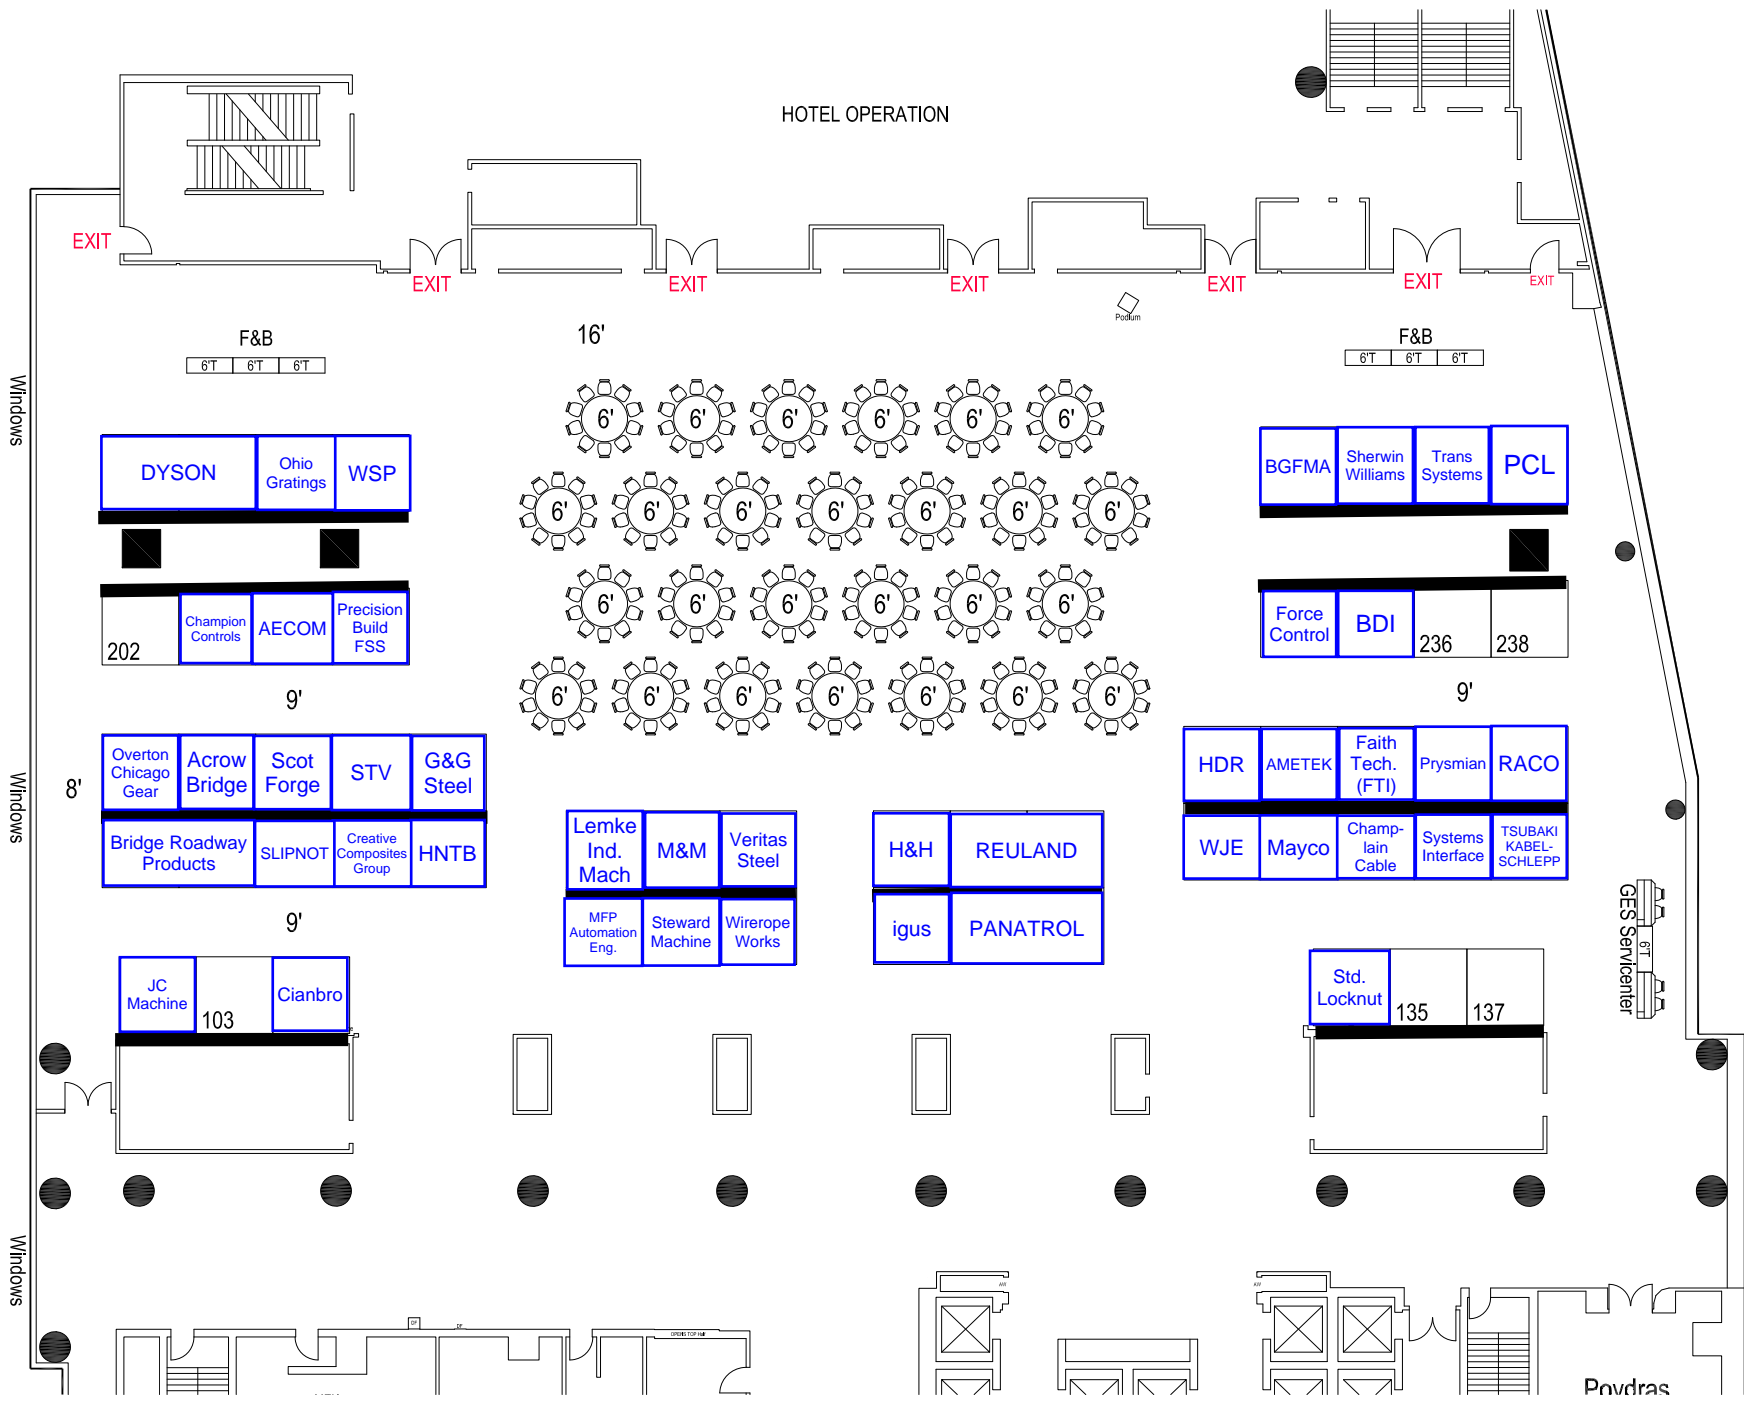 HOTEL OPERATION
EXIT
EXIT
EXIT
EXIT
EXIT
EXIT
EXIT
Podium
F&B
6'T 6'T 6'T
16'
F&B
6'T 6'T 6'T
Windows
6' 6' 6' 6' 6' 6'
6' 6' 6' 6' 6' 6' 6'
6' 6' 6' 6' 6' 6'
6' 6' 6' 6' 6' 6' 6'
DYSON
Ohio
Gratings
WSP
BGFMA
Sherwin
Williams
Trans
Systems
PCL
202
Champion
Controls
AECOM
Precision
Build
FSS
Force
Control
BDI
236
238
9'
9'
Windows
8'
Overton
Chicago
Gear
Acrow
Bridge
Scot
Forge
STV
G&G
Steel
Bridge Roadway
Products
SLIPNOT
Creative
Composites
Group
HNTB
Lemke
Ind.
Mach
M&M
Veritas
Steel
MFP
Automation
Eng.
Steward
Machine
Wirerope
Works
H&H
REULAND
igus
PANATROL
HDR
AMETEK
Faith
Tech.
(FTI)
Prysmian
RACO
WJE
Mayco
Champ-
lain
Cable
Systems
Interface
TSUBAKI
KABEL-
SCHLEPP
9'
JC
Machine
103
Cianbro
Std.
Locknut
135
137
GES Servicenter
6'T
Windows
DF
DF
OPENS TOP Half
Poydras